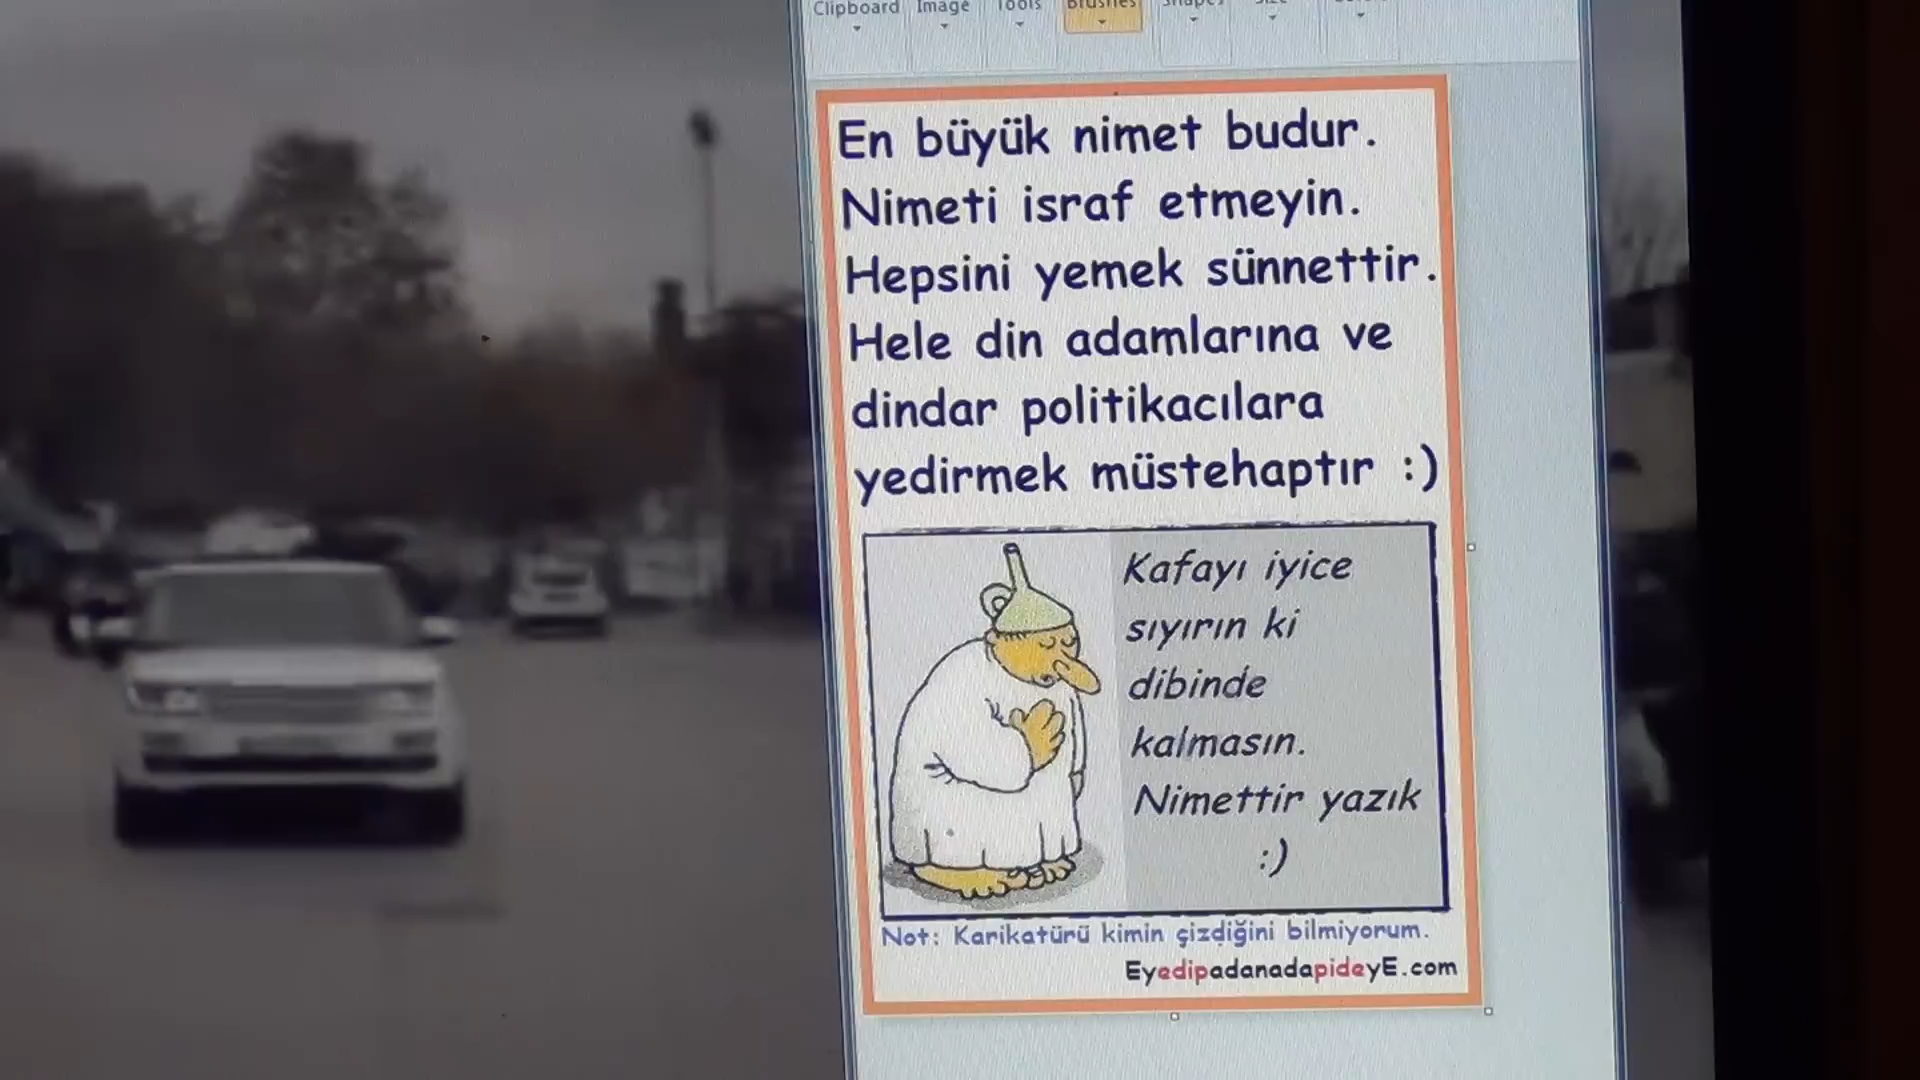 Clipboard Image Tools Brushes
En büyük nimet budur.
Nimeti israf etmeyin.
Hepsini yemek sünnettir.
Hele din adamlarına ve
dindar politikacılara
yedirmek müstehaptır :)
Kafayı iyice
sıyırın ki
dibinde
kalmasın.
Nimettir yazık
:)
Not: Karikatürü kimin çizdiğini bilmiyorum.
EyedipadanadapideyE.com